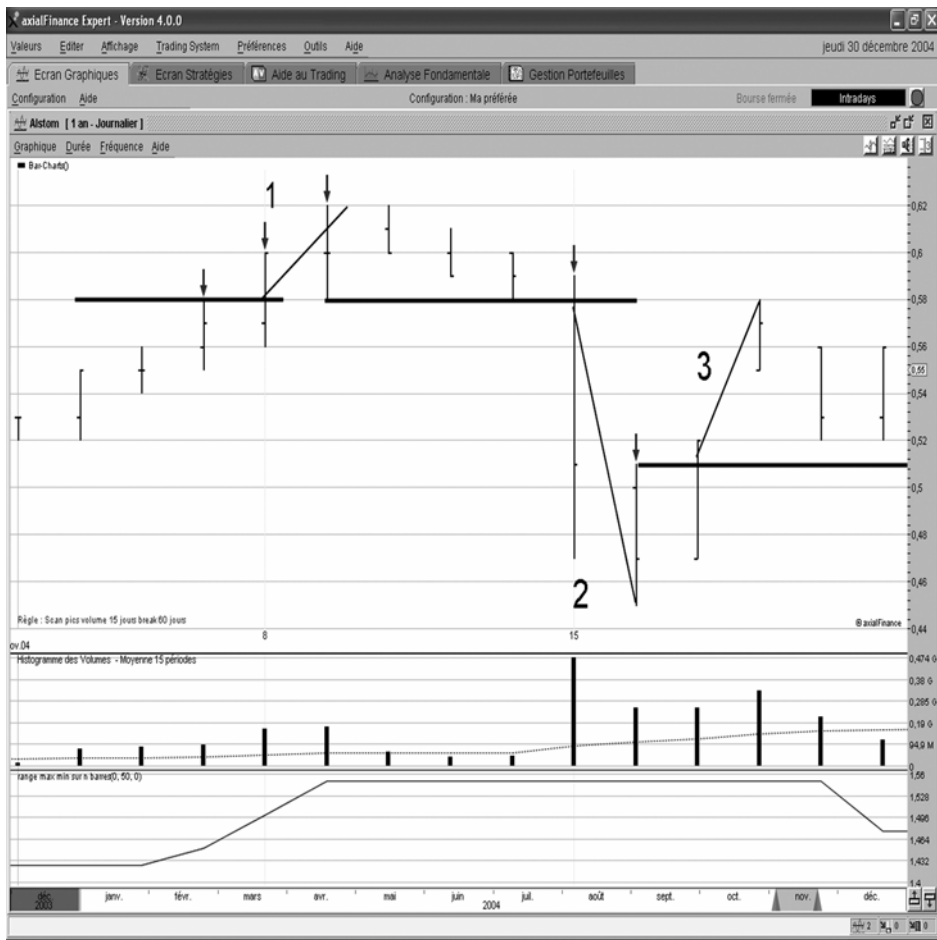 axialFinance Expert - Version 4.0.0
Valeurs Editer Affichage Trading System Préférences Outils Aide jeudi 30 décembre 2004
Ecran Graphiques Ecran Stratégies Aide au Trading Analyse Fondamentale Gestion Portefeuilles
Configuration Aide Configuration : Ma préférée Bourse fermée Intradays
Alstom [ 1 an - Journalier ]
Graphique Durée Fréquence Aide
Bar-Charts()
1
0,62
0,6
0,58
0,56
3
0,55
0,54
0,52
0,5
0,48
2
0,46
Règle : Scan pics volume 15 jours break 60 jours
© axialFinance
0,44
8 15
ov.04
Histogramme des Volumes - Moyenne 15 périodes
0,474 G
0,38 G
0,285 G
0,19 G
94,9 M
0
range max min sur n barres(0, 50, 0)
1,56
1,528
1,496
1,464
1,432
1,4
déc. janv. févr. mars avr. mai juin juil. août sept. oct. nov. déc.
2003 2004
2 0 0